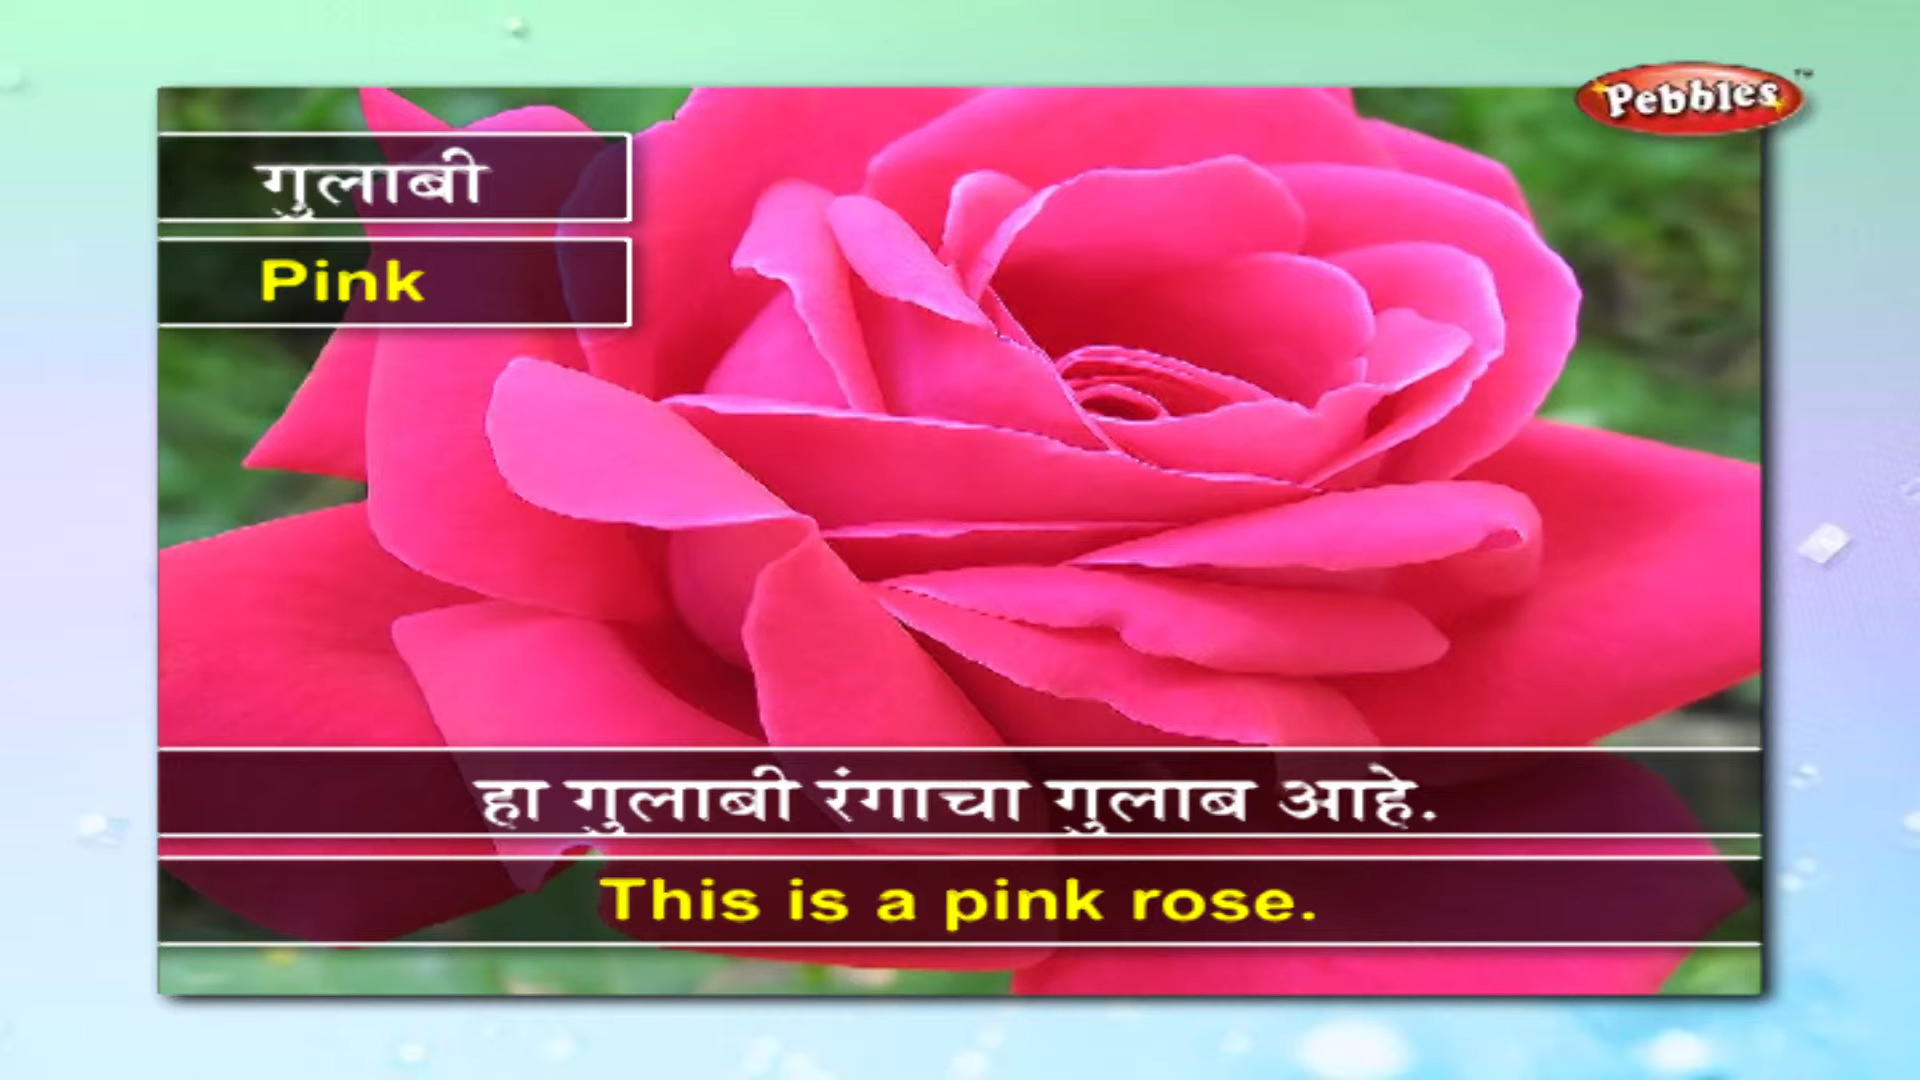 Pebbles
गुलाबी
Pink
हा गुलाबी रंगाचा गुलाब आहे.
This is a pink rose.